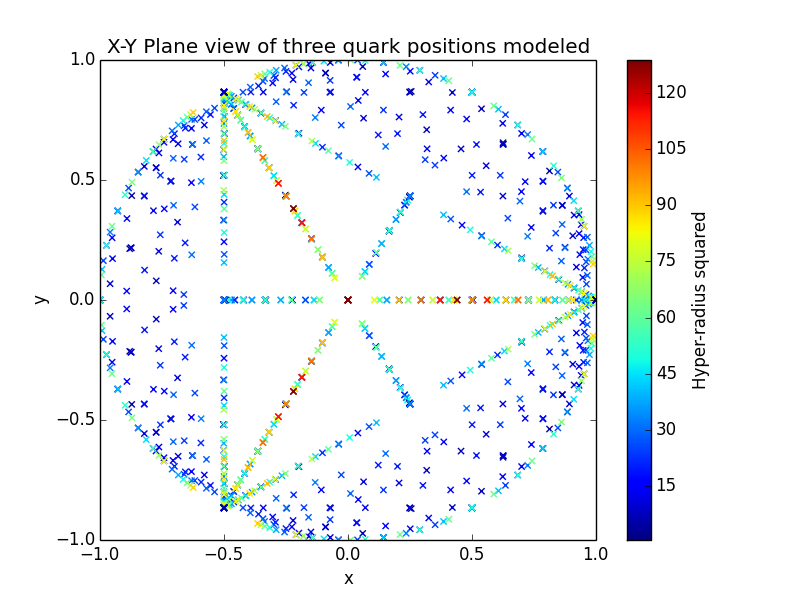 X-Y Plane view of three quark positions modeled
1.0
0.5
0.0
−0.5
−1.0
y
−1.0 −0.5 0.0 0.5 1.0
x
120
105
90
75
60
45
30
15
Hyper-radius squared